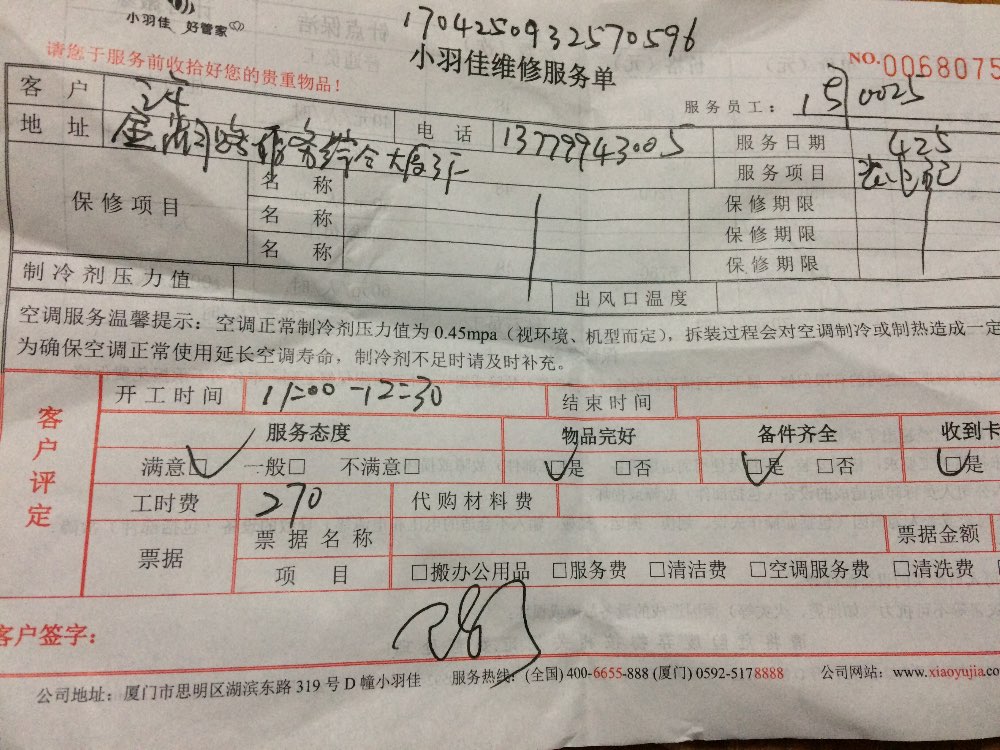 小羽佳 好管家
1704250932570596
请您于服务前收拾好您的贵重物品!
小羽佳维修服务单
NO.0068075
服务员工: 1号 0025
客户
地址 电话 13779943005 服务日期 425
服务项目
保修项目 名称 保修期限
名称 保修期限
名称 保修期限
制冷剂压力值 出风口温度
空调服务温馨提示: 空调正常制冷剂压力值为 0.45mpa (视环境、机型而定), 拆装过程会对空调制冷或制热造成一定
为确保空调正常使用延长空调寿命, 制冷剂不足时请及时补充。
客户评定
开工时间 11:00-12:30 结束时间
服务态度 物品完好 备件齐全 收到卡
满意□ 一般□ 不满意□ □是 □否 □是 □否 □是
工时费 270 代购材料费
票据 票据名称 票据金额
项目 □搬办公用品 □服务费 □清洁费 □空调服务费 □清洗费
客户签字:
公司地址: 厦门市思明区湖滨东路 319 号 D 幢小羽佳 服务热线: (全国) 400-6655-888 (厦门) 0592-5178888 公司网站: www.xiaoyujia.co